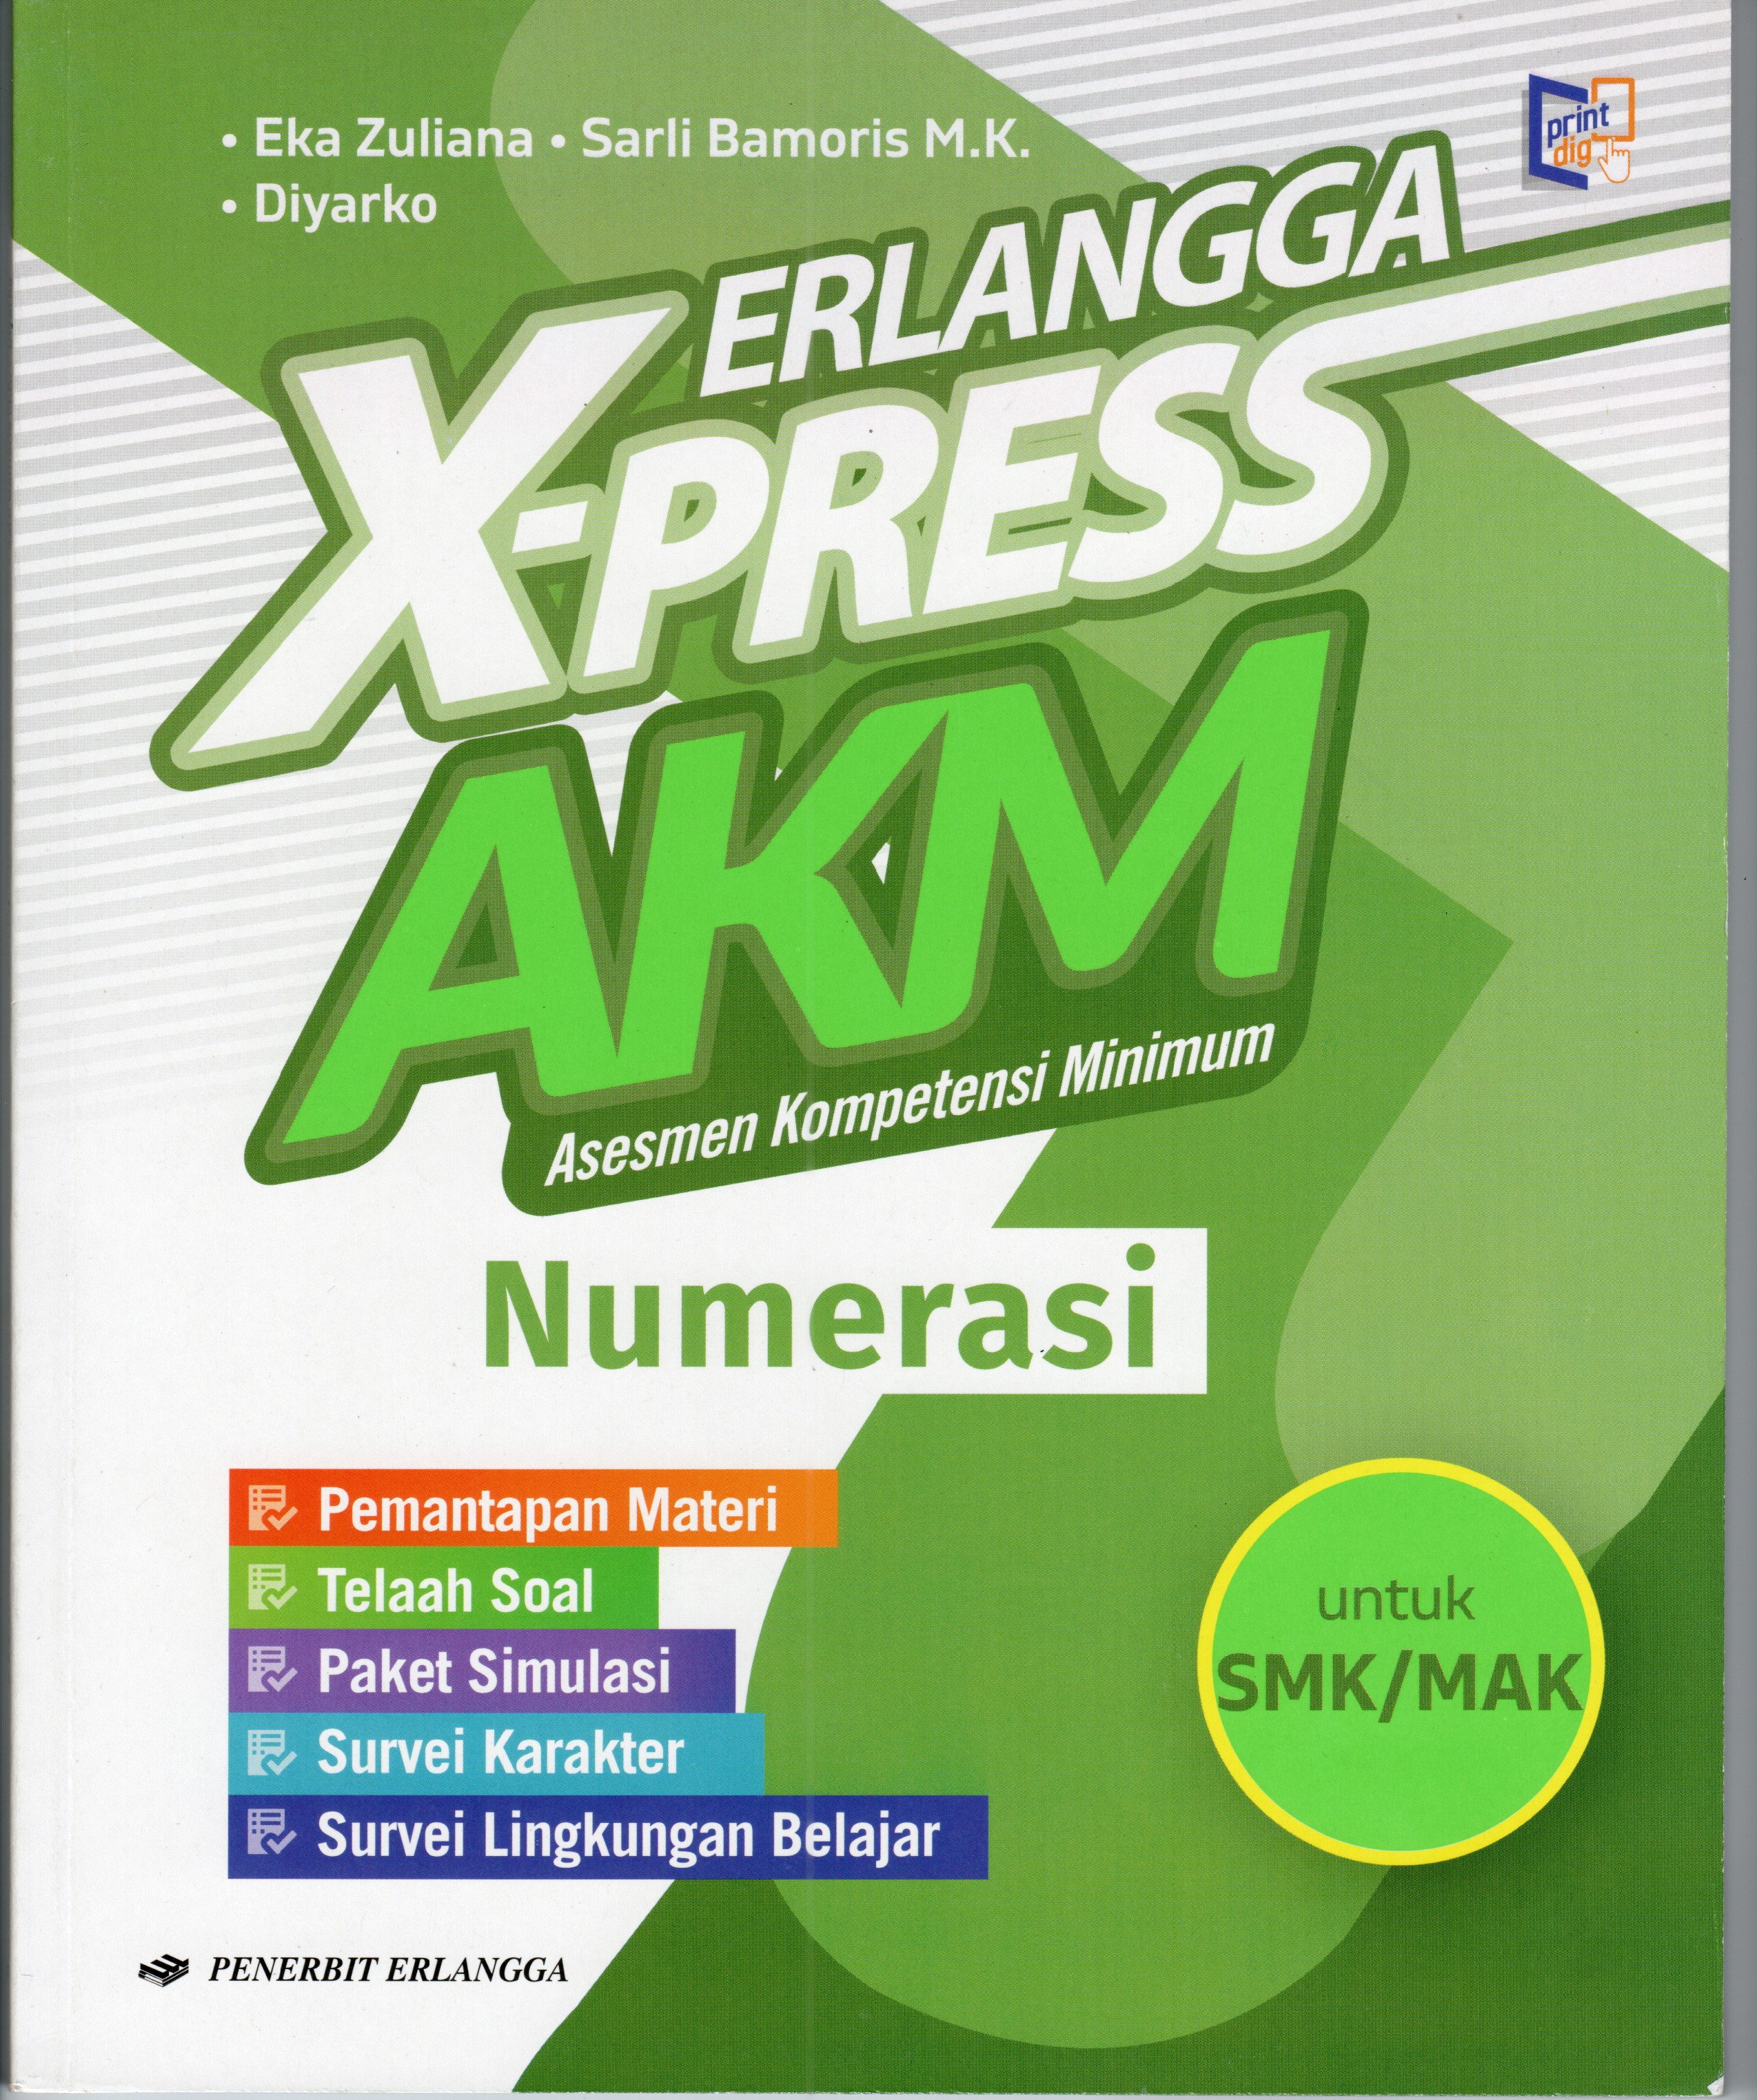 • Eka Zuliana • Sarli Bamoris M.K.
• Diyarko
print
dig
ERLANGGA
X-PRESS
AKM
Asesmen Kompetensi Minimum
Numerasi
Pemantapan Materi
Telaah Soal
Paket Simulasi
Survei Karakter
Survei Lingkungan Belajar
untuk
SMK/MAK
PENERBIT ERLANGGA